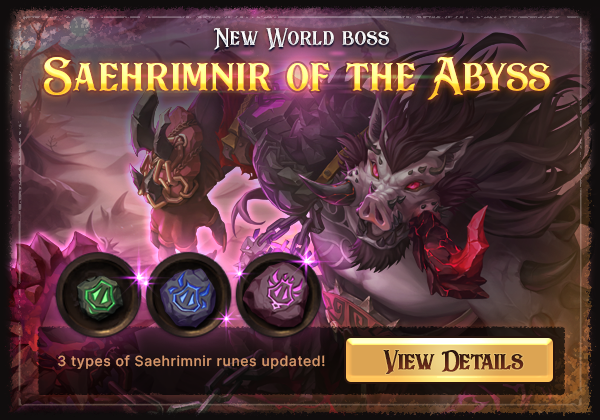 New World boss
Saehrimnir of the Abyss
3 types of Saehrimnir runes updated!
View Details